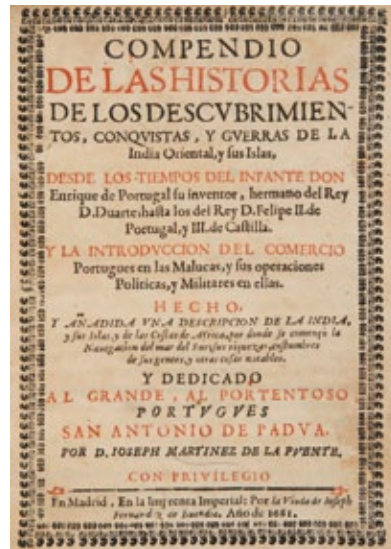 COMPENDIO
DE LAS HISTORIAS
DE LOS DESCVBRIMIEN-
TOS, CONQVISTAS, Y GVERRAS DE LA
India Oriental, y sus Islas,
DESDE LOS TIEMPOS DEL INFANTE DON
Enrique de Portugal su inventor, hermano del Rey
D. Duarte, hasta los del Rey D. Felipe II. de
Portugal, y III. de Castilla.
Y LA INTRODVCCION DEL COMERCIO
Portugues en las Malucas, y sus operaciones
Politicas, y Militares en ellas.
HECHO,
Y AÑADIDA VNA DESCRIPCION DE LA INDIA,
y sus Islas, y de las Costas de Africa, por donde se començò la
Navegacion del mar del Sur; sus riquezas, costumbres
de sus gentes, y otras cosas notables.
Y DEDICADO
AL GRANDE, AL PORTENTOSO
PORTVGVES
SAN ANTONIO DE PADVA.
POR D. IOSEPH MARTINEZ DE LA PVENTE.
CON PRIVILEGIO
En Madrid, En la Imprenta Imperial: Por la Viuda de Ioseph
Fernandez de Buendia. Año de 1681.